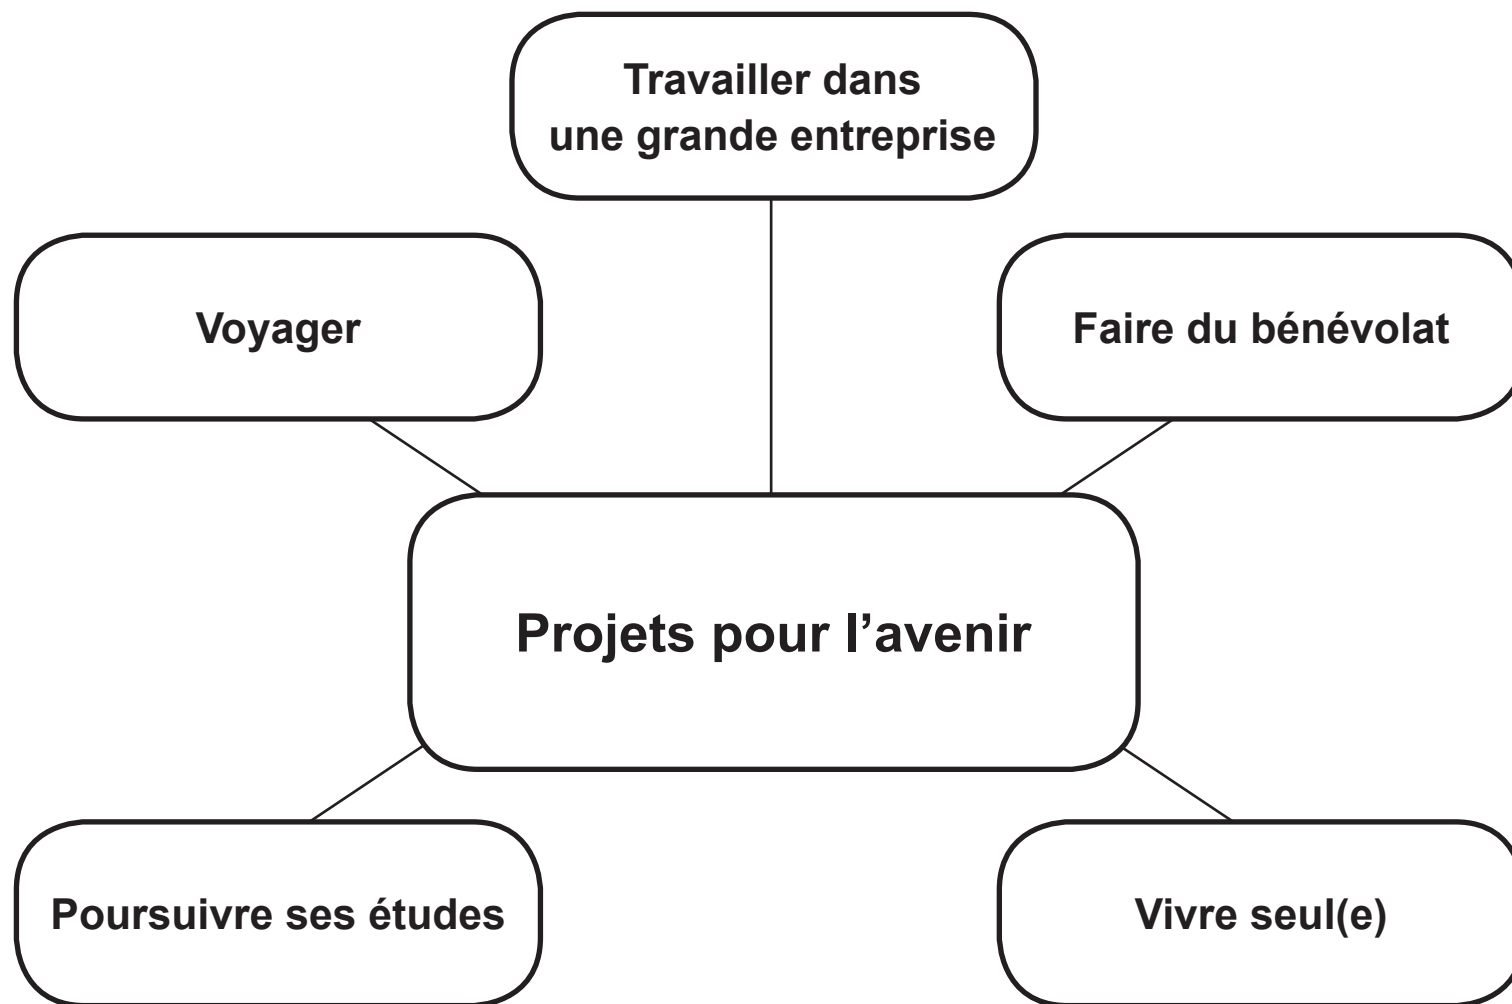 Travailler dans
une grande entreprise
Voyager
Faire du bénévolat
Projets pour l’avenir
Poursuivre ses études
Vivre seul(e)